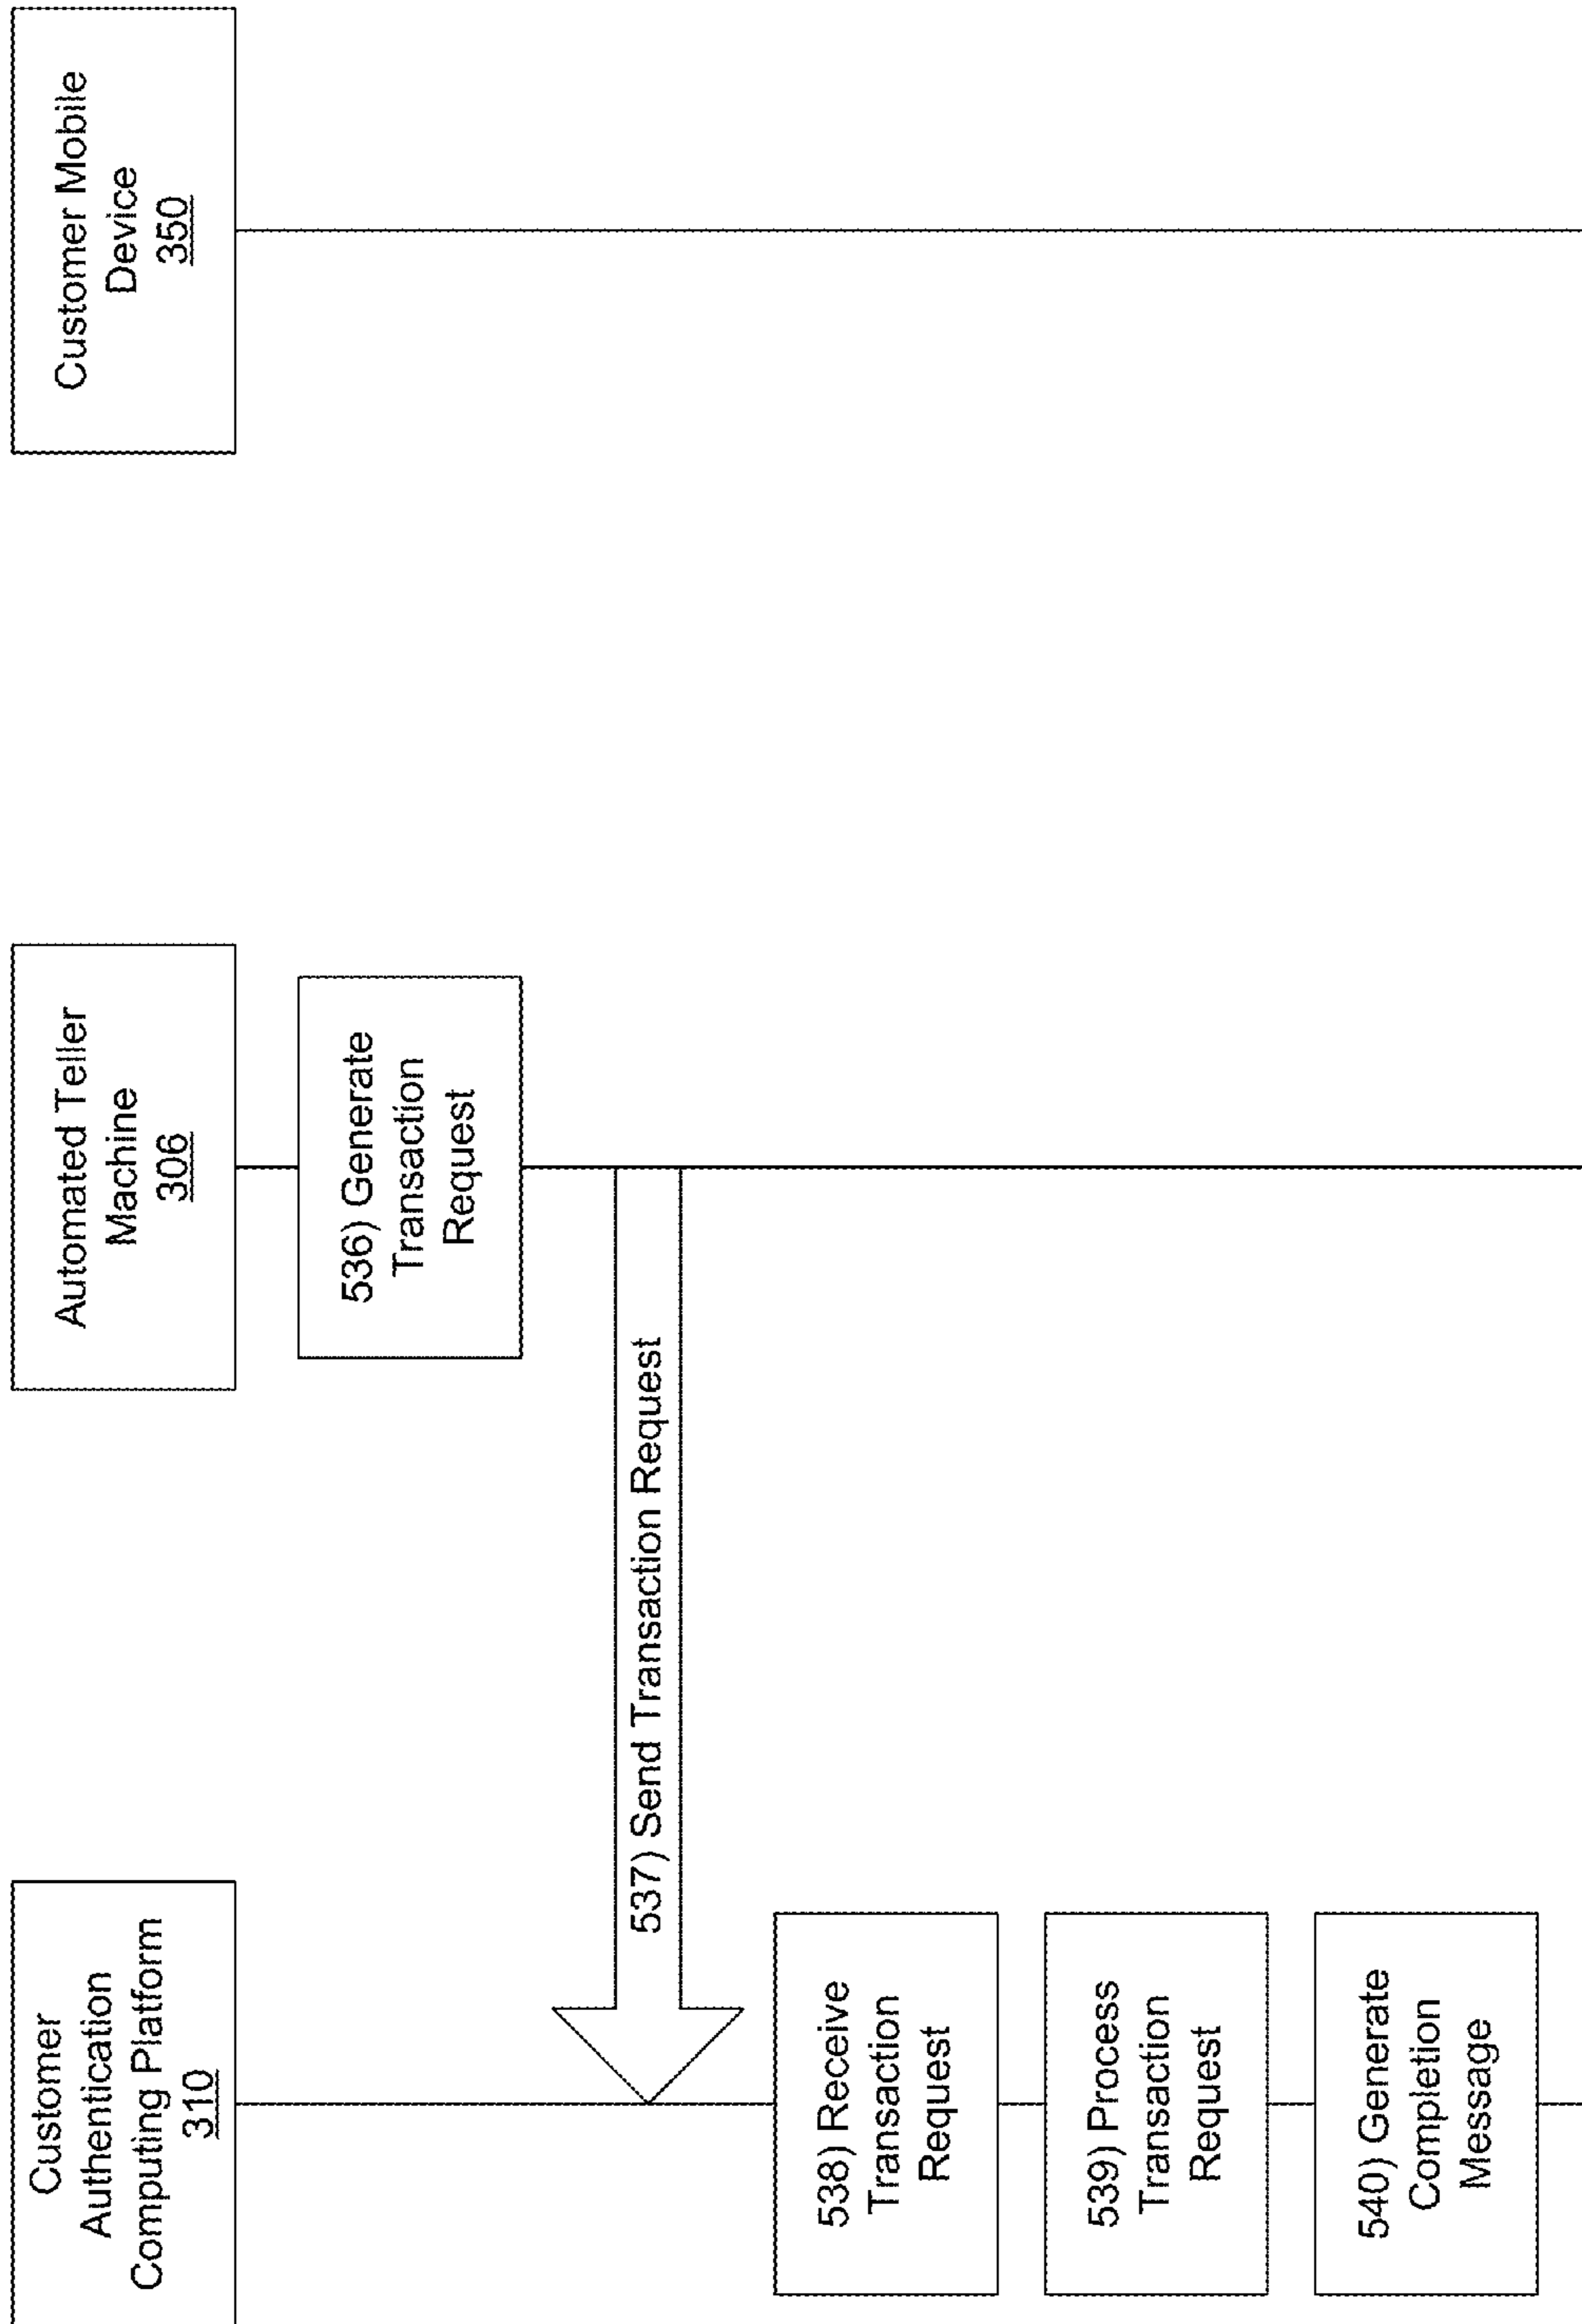 Customer
Authentication
Computing Platform
310
Automated Teller
Machine
306
Customer Mobile
Device
350
536) Generate
Transaction
Request
537) Send Transaction Request
538) Receive
Transaction
Request
539) Process
Transaction
Request
540) Generate
Completion
Message